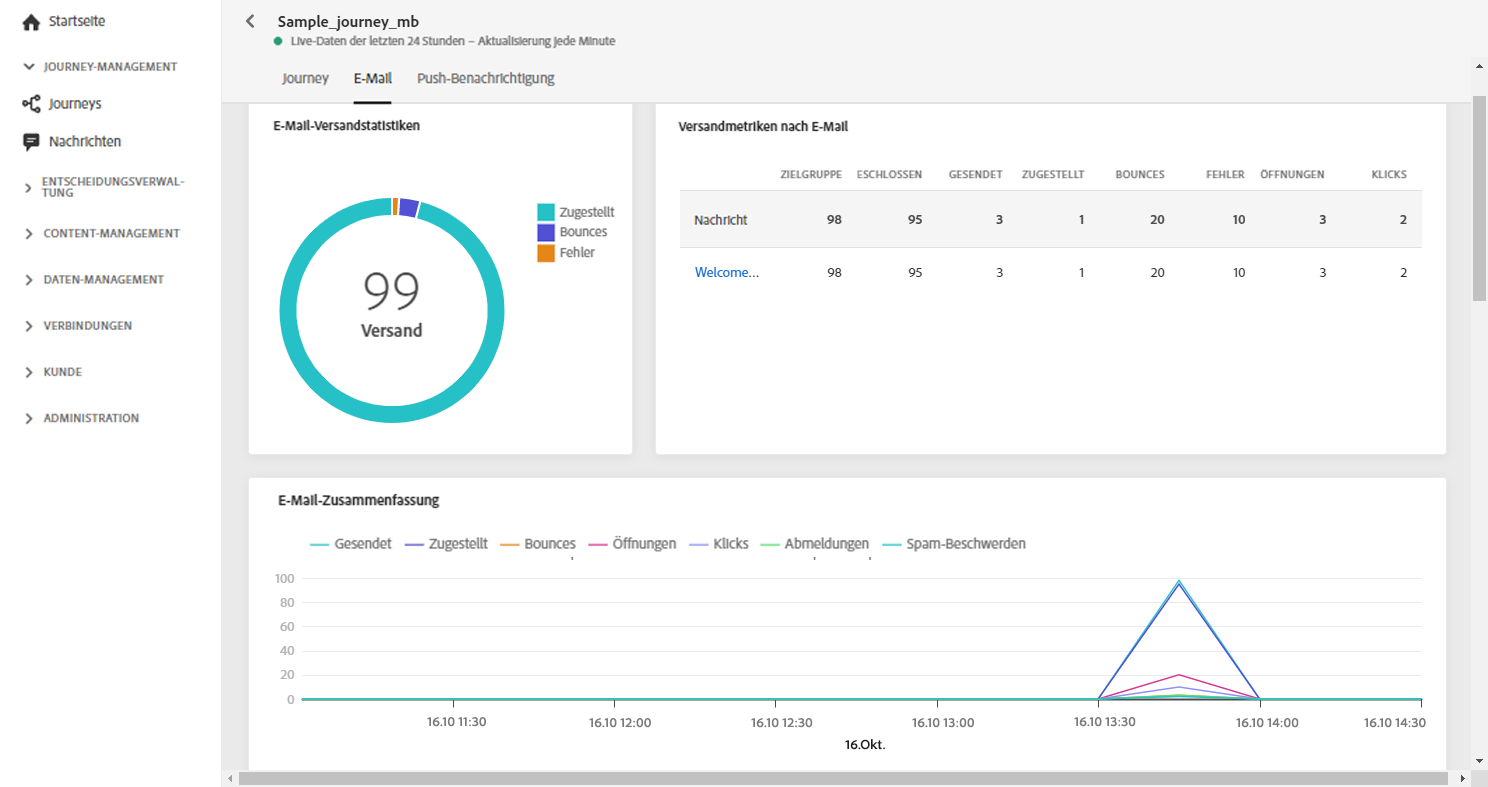 Startseite
JOURNEY-MANAGEMENT
Journeys
Nachrichten
ENTSCHEIDUNGSVERWAL-
TUNG
CONTENT-MANAGEMENT
DATEN-MANAGEMENT
VERBINDUNGEN
KUNDE
ADMINISTRATION
Sample_journey_mb
Live-Daten der letzten 24 Stunden – Aktualisierung jede Minute
Journey E-Mail Push-Benachrichtigung
E-Mail-Versandstatistiken
99
Versand
Zugestellt
Bounces
Fehler
Versandmetriken nach E-Mail
ZIELGRUPPE ESCHLOSSEN GESENDET ZUGESTELLT BOUNCES FEHLER ÖFFNUNGEN KLICKS
Nachricht 98 95 3 1 20 10 3 2
Welcome... 98 95 3 1 20 10 3 2
E-Mail-Zusammenfassung
Gesendet Zugestellt Bounces Öffnungen Klicks Abmeldungen Spam-Beschwerden
100
80
60
40
20
0
16.10 11:30 16.10 12:00 16.10 12:30 16.10 13:00 16.10 13:30 16.10 14:00 16.10 14:30
16.Okt.